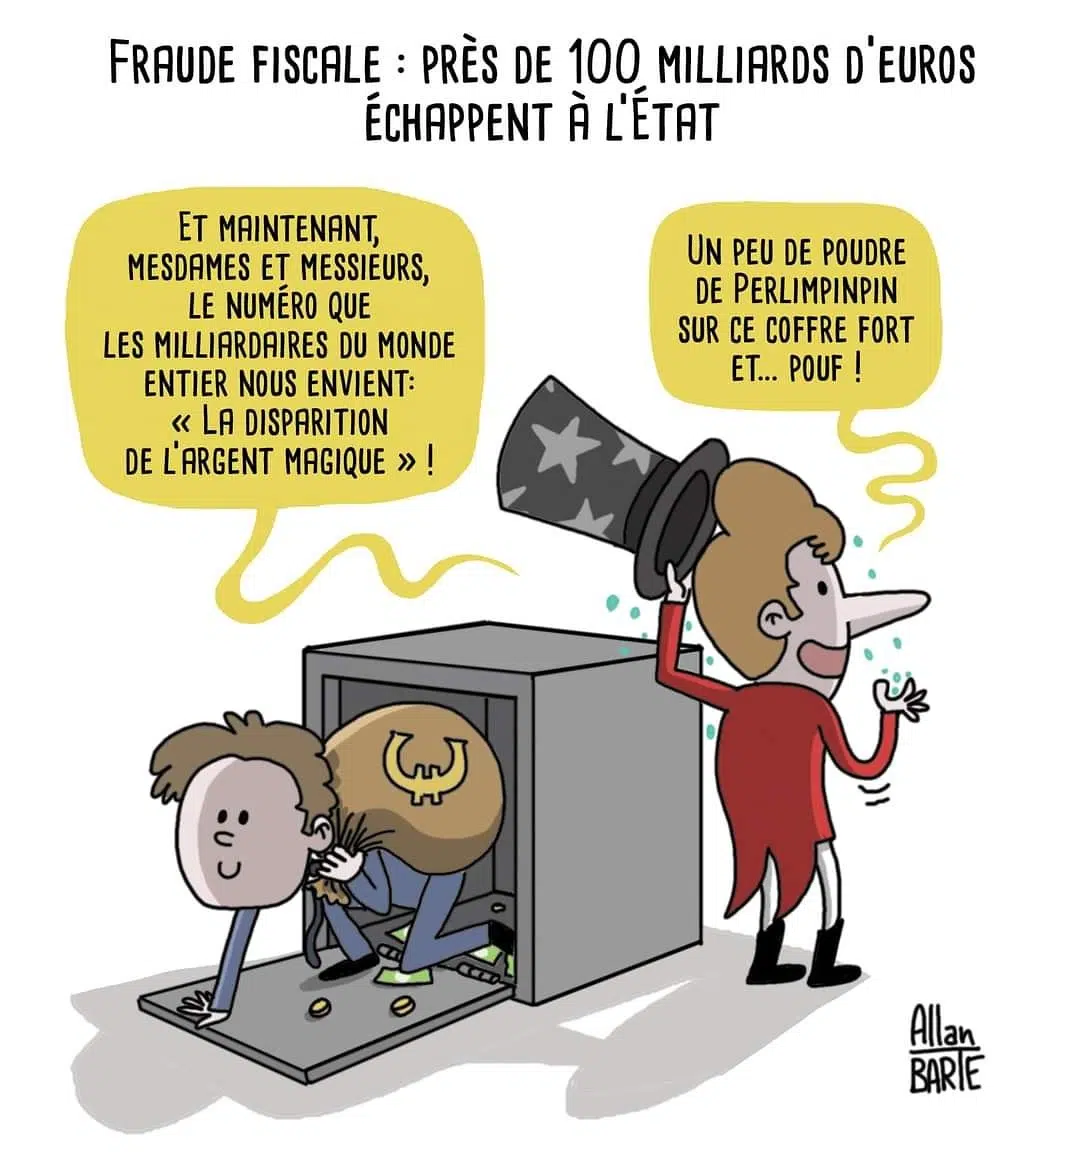 Fraude fiscale : près de 100 milliards d'euros
échappent à l'État
Et maintenant,
mesdames et messieurs,
le numéro que
les milliardaires du monde
entier nous envient:
« La disparition
de l'argent magique » !
Un peu de poudre
de Perlimpinpin
sur ce coffre fort
et... pouf !
Allan
BARTE